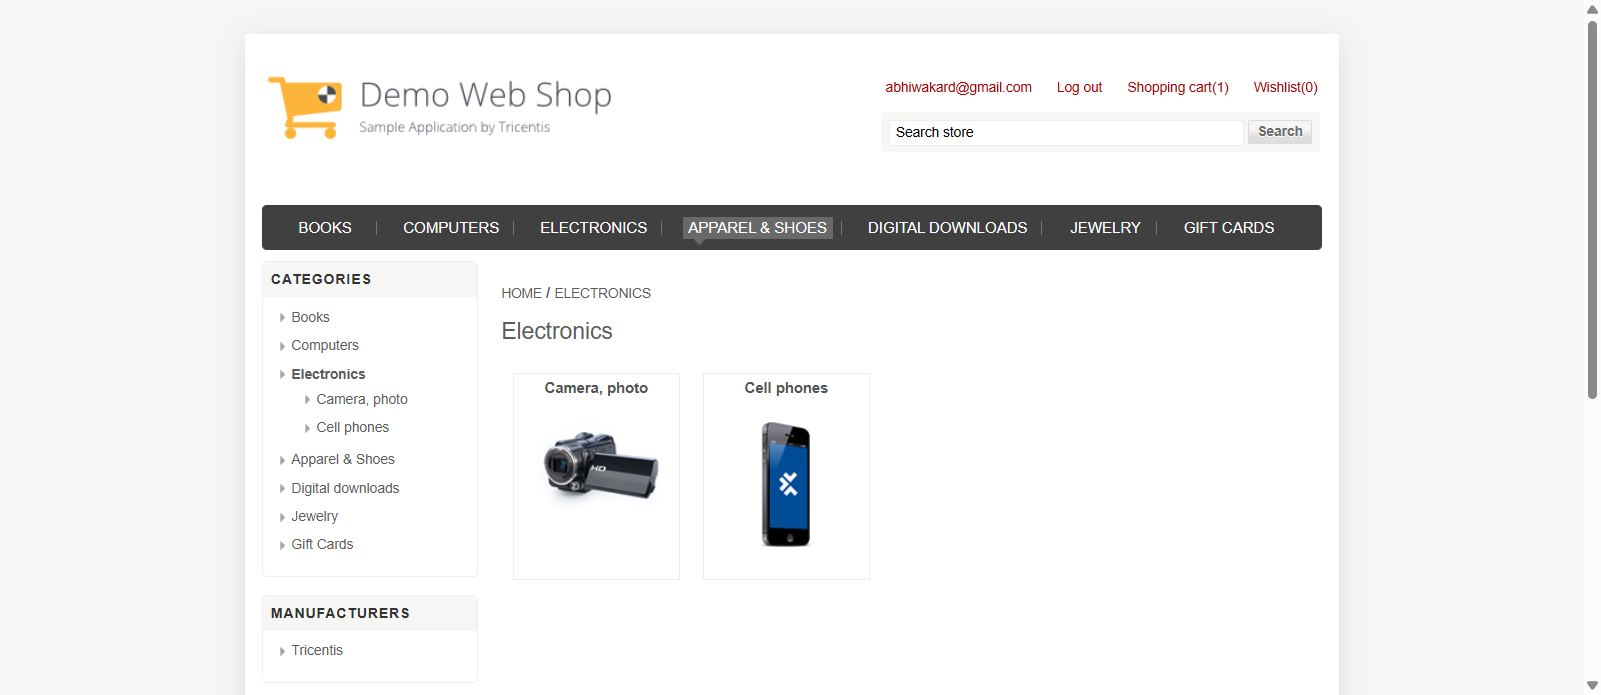 Demo Web Shop
Sample Application by Tricentis
abhiwakard@gmail.com Log out Shopping cart(1) Wishlist(0)
Search store Search
BOOKS COMPUTERS ELECTRONICS APPAREL & SHOES DIGITAL DOWNLOADS JEWELRY GIFT CARDS
CATEGORIES
Books
Computers
Electronics
Camera, photo
Cell phones
Apparel & Shoes
Digital downloads
Jewelry
Gift Cards
MANUFACTURERS
Tricentis
HOME / ELECTRONICS
Electronics
Camera, photo
HD
Cell phones